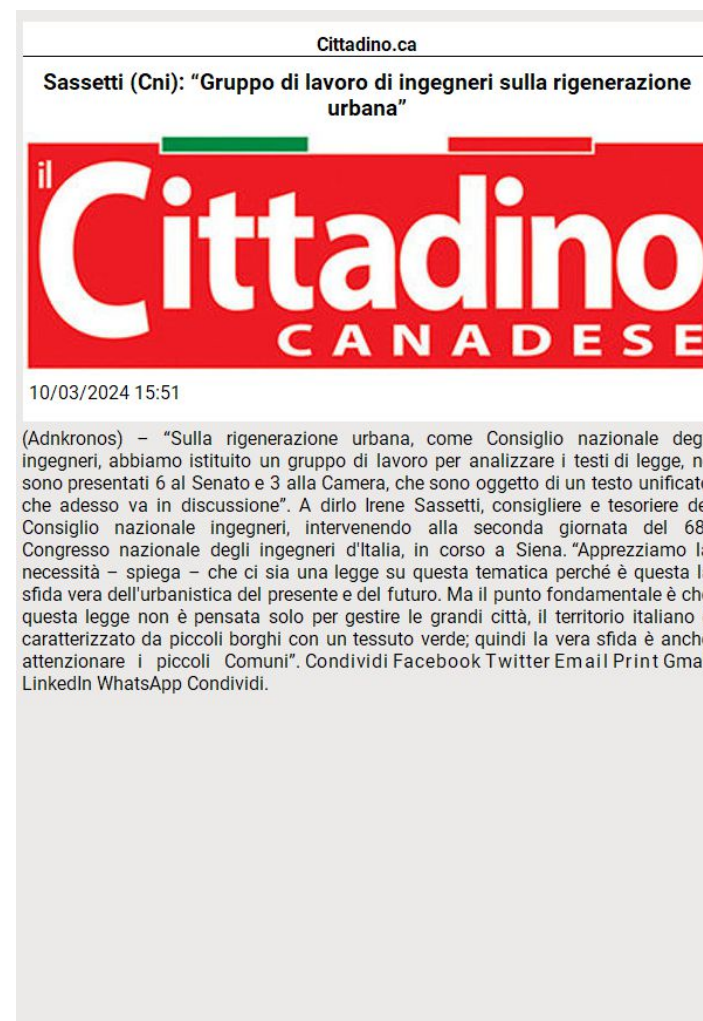 Cittadino.ca
Sassetti (Cni): “Gruppo di lavoro di ingegneri sulla rigenerazione
urbana”
il
Cittadino
CANADESE
10/03/2024 15:51
(Adnkronos) – “Sulla rigenerazione urbana, come Consiglio nazionale
ingegneri, abbiamo istituito un gruppo di lavoro per analizzare i testi di legge,
sono presentati 6 al Senato e 3 alla Camera, che sono oggetto di un testo
che adesso va in discussione”. A dirlo Irene Sassetti, consigliere e tesoriere
Consiglio nazionale ingegneri, intervenendo alla seconda giornata del 68
Congresso nazionale degli ingegneri d'Italia, in corso a Siena. “Apprezziamo
necessità – spiega – che ci sia una legge su questa tematica perché è questa
sfida vera dell'urbanistica del presente e del futuro. Ma il punto fondamentale è
questa legge non è pensata solo per gestire le grandi città, il territorio italiano
caratterizzato da piccoli borghi con un tessuto verde; quindi la vera sfida è
attenzionare i piccoli Comuni”. Condividi Facebook Twitter Email Print
LinkedIn WhatsApp Condividi.